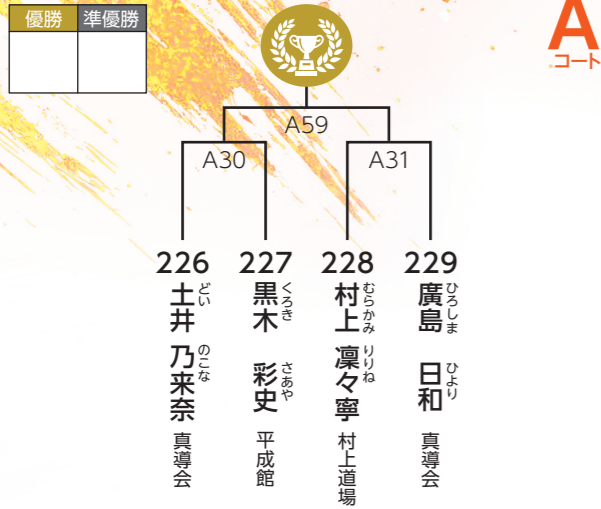 優勝 準優勝
A
コート
A59
A30 A31
226 227 228 229
土井 乃来奈
どい のこな
真導会
黒木 彩史
くろき さあや
平成館
村上 凜々寧
むらかみ りりね
村上道場
廣島 日和
ひろしま ひより
真導会